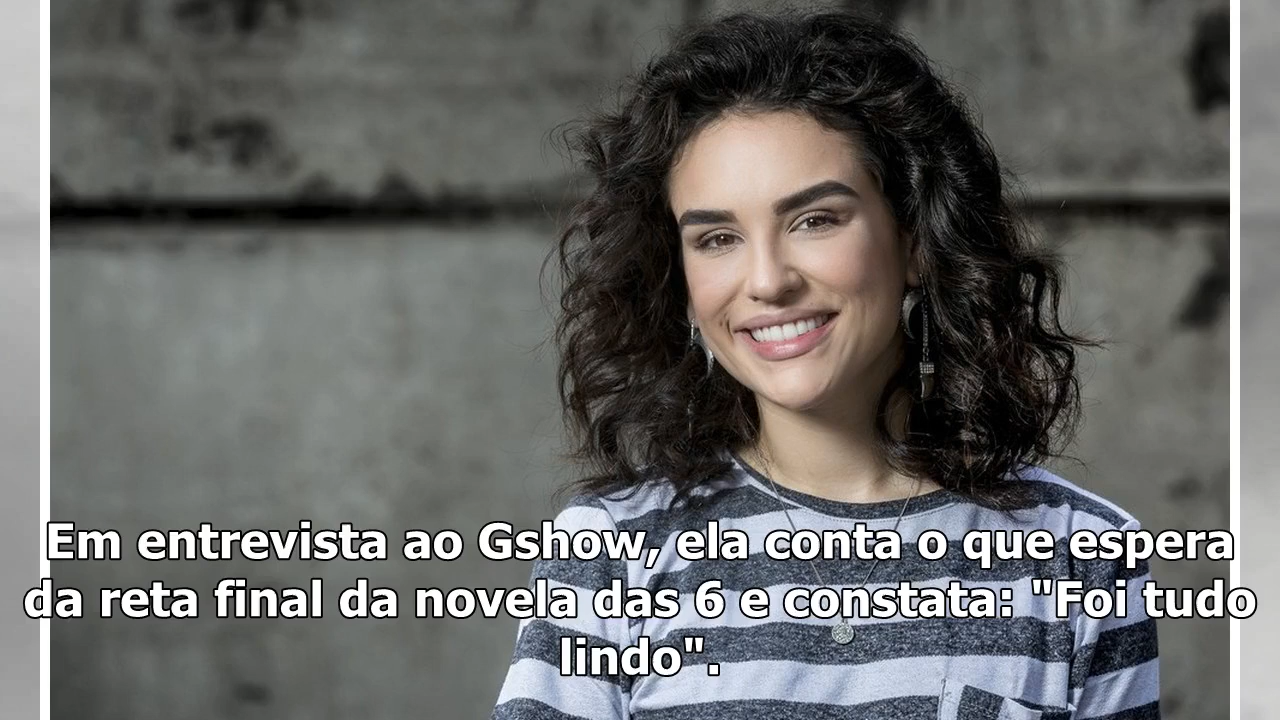 Em entrevista ao Gshow, ela conta o que espera
da reta final da novela das 6 e constata: "Foi tudo
lindo".